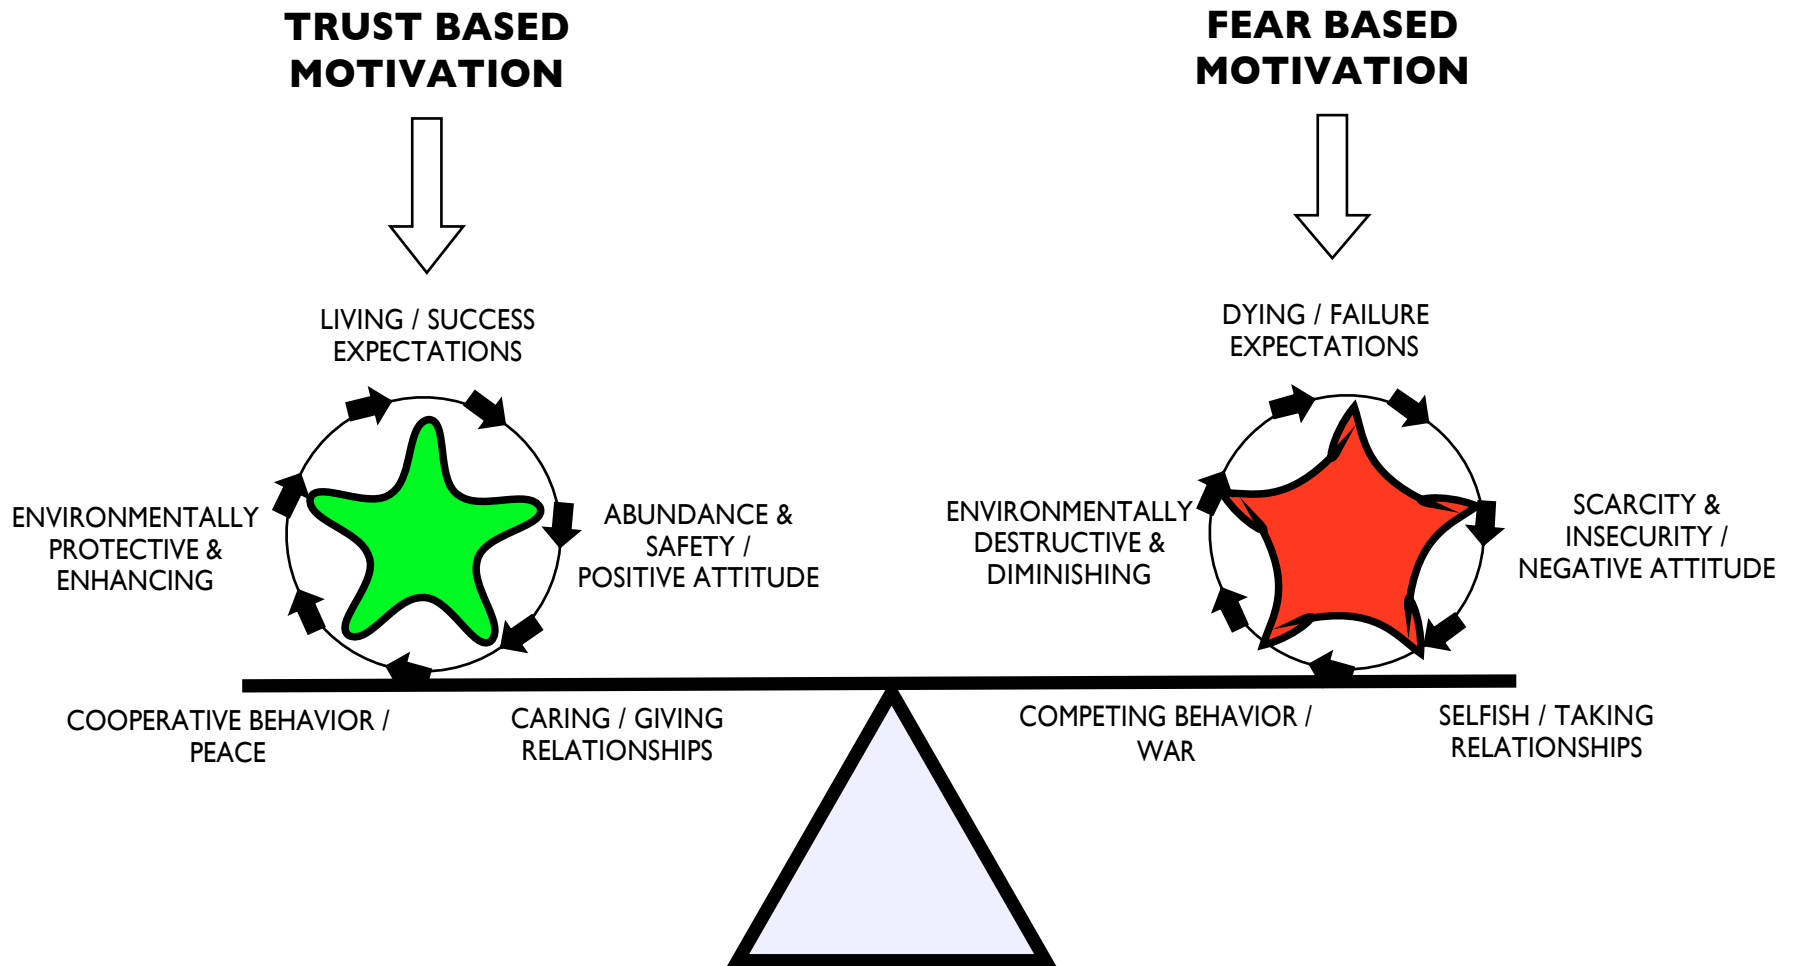 TRUST BASED
MOTIVATION
FEAR BASED
MOTIVATION
LIVING / SUCCESS
EXPECTATIONS
DYING / FAILURE
EXPECTATIONS
ENVIRONMENTALLY
PROTECTIVE &
ENHANCING
ABUNDANCE &
SAFETY /
POSITIVE ATTITUDE
ENVIRONMENTALLY
DESTRUCTIVE &
DIMINISHING
SCARCITY &
INSECURITY /
NEGATIVE ATTITUDE
COOPERATIVE BEHAVIOR /
PEACE
CARING / GIVING
RELATIONSHIPS
COMPETING BEHAVIOR /
WAR
SELFISH / TAKING
RELATIONSHIPS